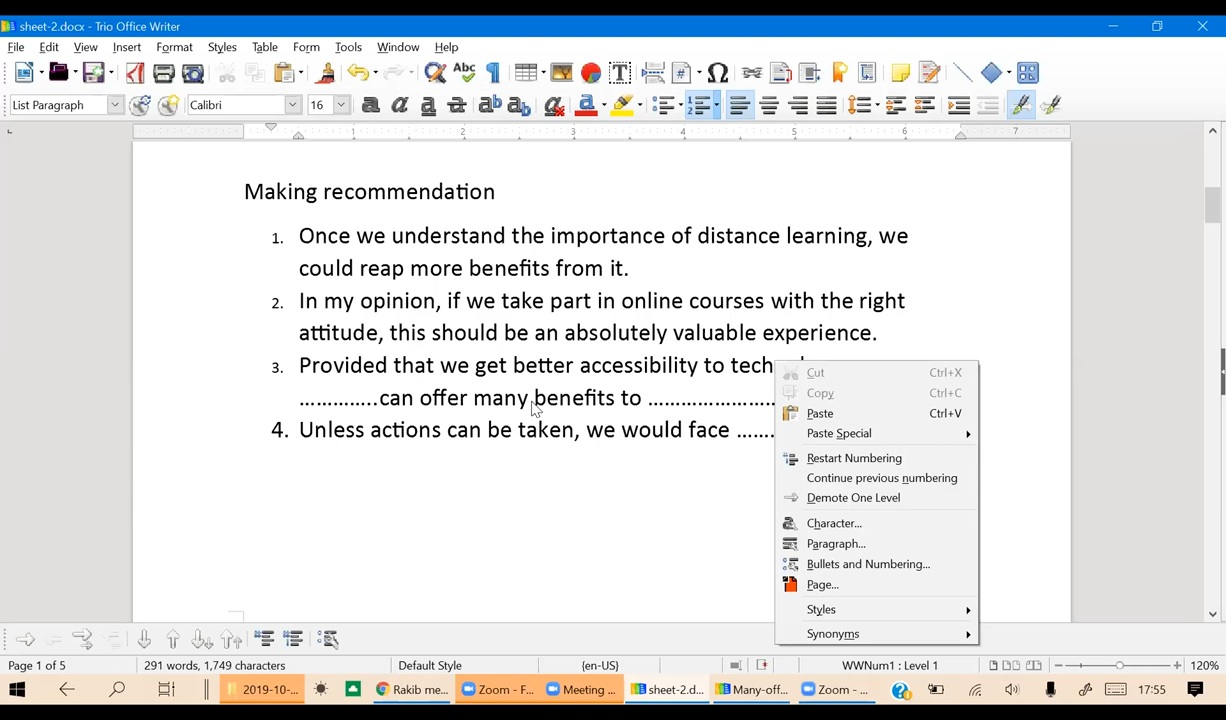 sheet-2.docx - Trio Office Writer
File Edit View Insert Format Styles Table Form Tools Window Help
List Paragraph Calibri 16
1 2 3 4 5 6 7
Making recommendation
1. Once we understand the importance of distance learning, we
could reap more benefits from it.
2. In my opinion, if we take part in online courses with the right
attitude, this should be an absolutely valuable experience.
3. Provided that we get better accessibility to
…………..can offer many benefits to …………………..
4. Unless actions can be taken, we would face …….
Cut Ctrl+X
Copy Ctrl+C
Paste Ctrl+V
Paste Special
Restart Numbering
Continue previous numbering
Demote One Level
Character...
Paragraph...
Bullets and Numbering...
Page...
Styles
Synonyms
Page 1 of 5 291 words, 1,749 characters Default Style {en-US} WWNum1 : Level 1 120%
2019-10-... Rakib me... Zoom - F... Meeting ... sheet-2.d... Many-off... Zoom - ... 17:55